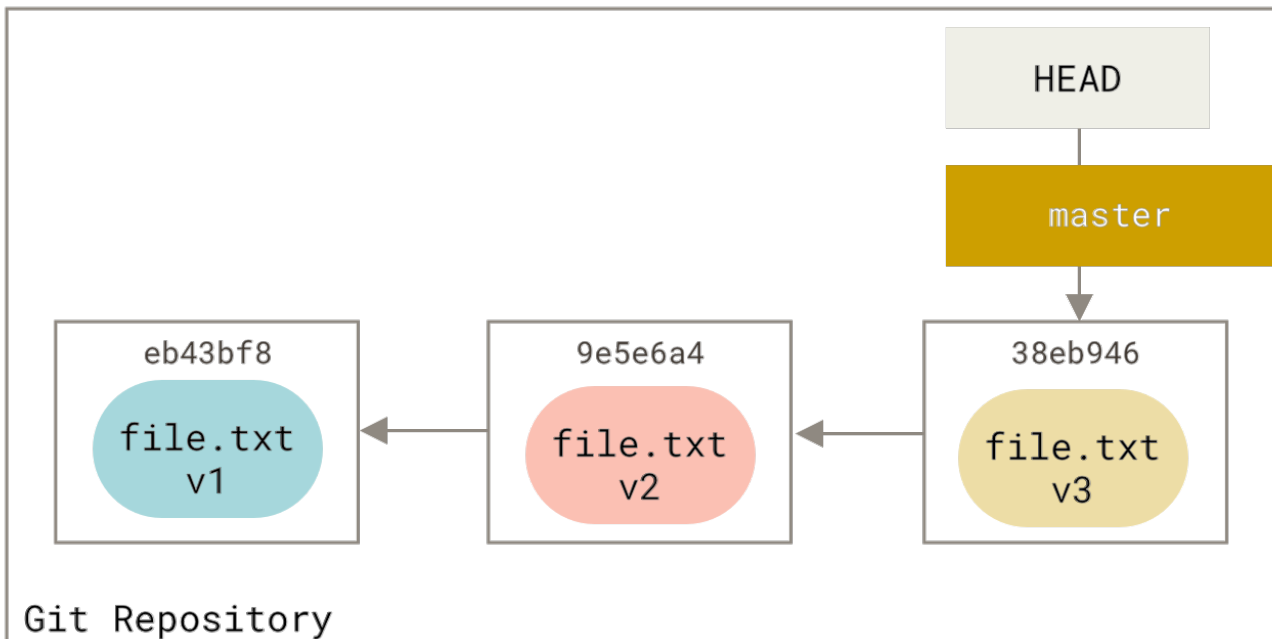 HEAD
master
eb43bf8
file.txt
v1
9e5e6a4
file.txt
v2
38eb946
file.txt
v3
Git Repository